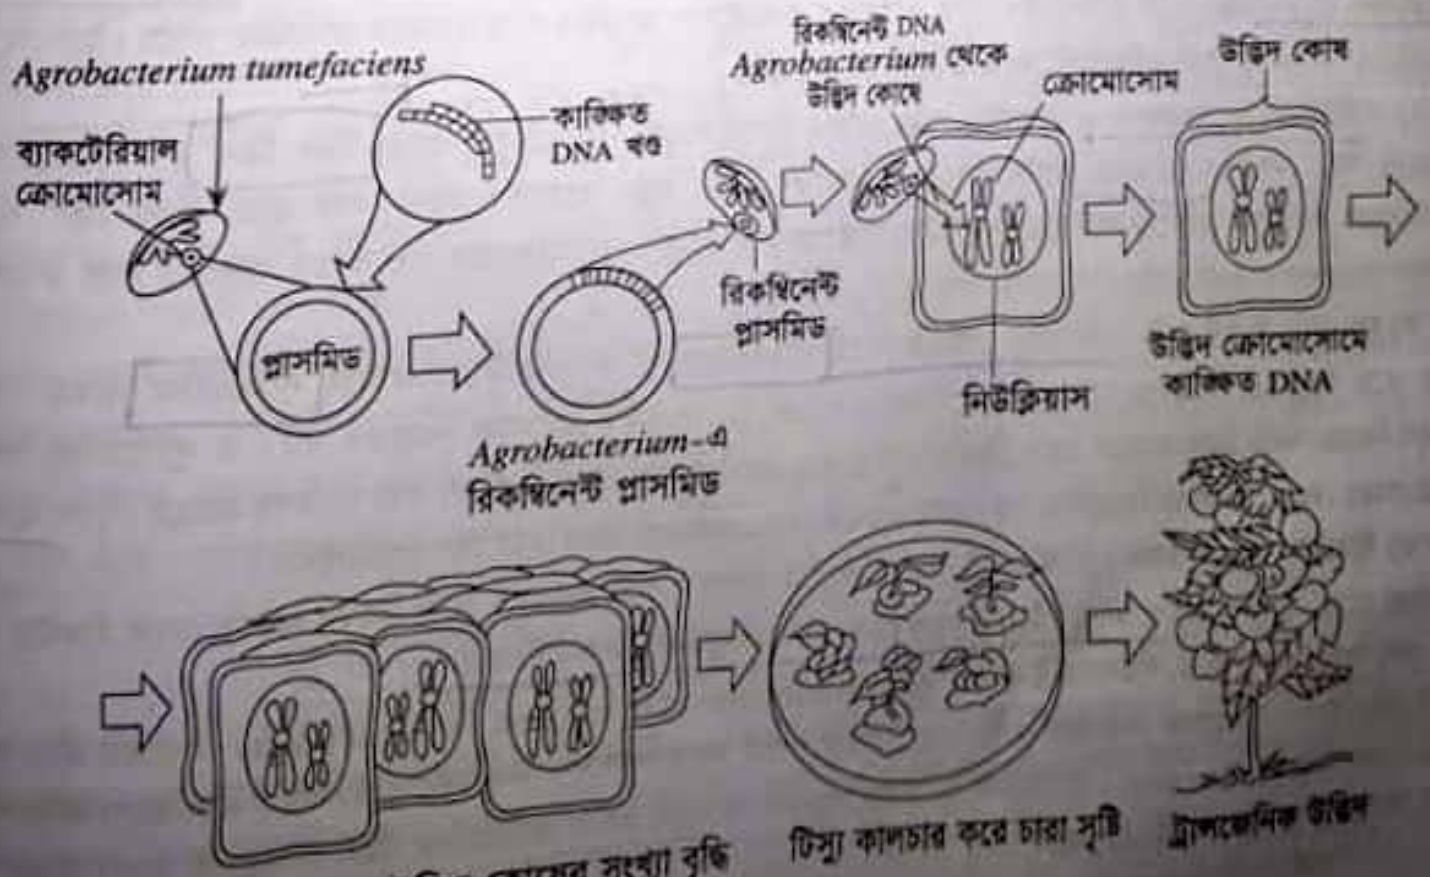 Agrobacterium tumefaciens
ব্যাকটেরিয়াল
ক্রোমোসোম
কাঙ্ক্ষিত
DNA খণ্ড
প্লাসমিড
Agrobacterium-এ
রিকম্বিনেন্ট প্লাসমিড
রিকম্বিনেন্ট
প্লাসমিড
রিকম্বিনেন্ট DNA
Agrobacterium থেকে
উদ্ভিদ কোষে
ক্রোমোসোম
নিউক্লিয়াস
উদ্ভিদ কোষ
উদ্ভিদ ক্রোমোসোমে
কাঙ্ক্ষিত DNA
কোষের সংখ্যা বৃদ্ধি
টিস্যু কালচার করে চারা সৃষ্টি
ট্রান্সজেনিক উদ্ভিদ